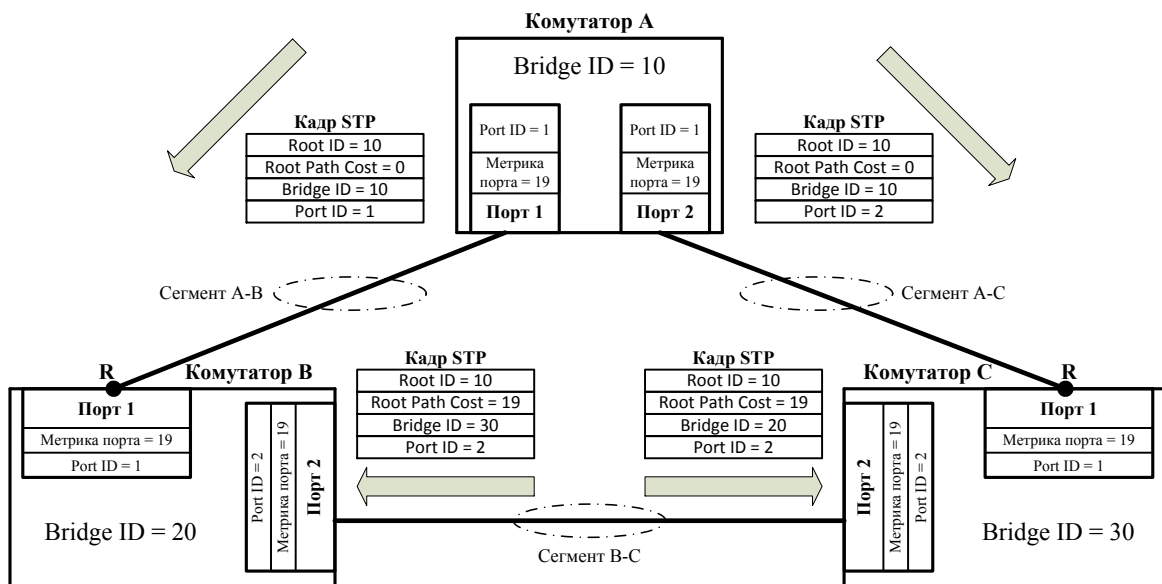 Комутатор А
Bridge ID = 10
Port ID = 1
Метрика
порта = 19
Порт 1
Port ID = 1
Метрика
порта = 19
Порт 2
Кадр STP
Root ID = 10
Root Path Cost = 0
Bridge ID = 10
Port ID = 1
Кадр STP
Root ID = 10
Root Path Cost = 0
Bridge ID = 10
Port ID = 2
Сегмент A-B
Сегмент A-C
R
Комутатор B
Порт 1
Метрика порта = 19
Port ID = 1
Port ID = 2
Метрика порта = 19
Порт 2
Bridge ID = 20
Кадр STP
Root ID = 10
Root Path Cost = 19
Bridge ID = 30
Port ID = 2
Кадр STP
Root ID = 10
Root Path Cost = 19
Bridge ID = 20
Port ID = 2
Сегмент B-C
Комутатор C
R
Порт 1
Метрика порта = 19
Port ID = 1
Порт 2
Метрика порта = 19
Port ID = 2
Bridge ID = 30